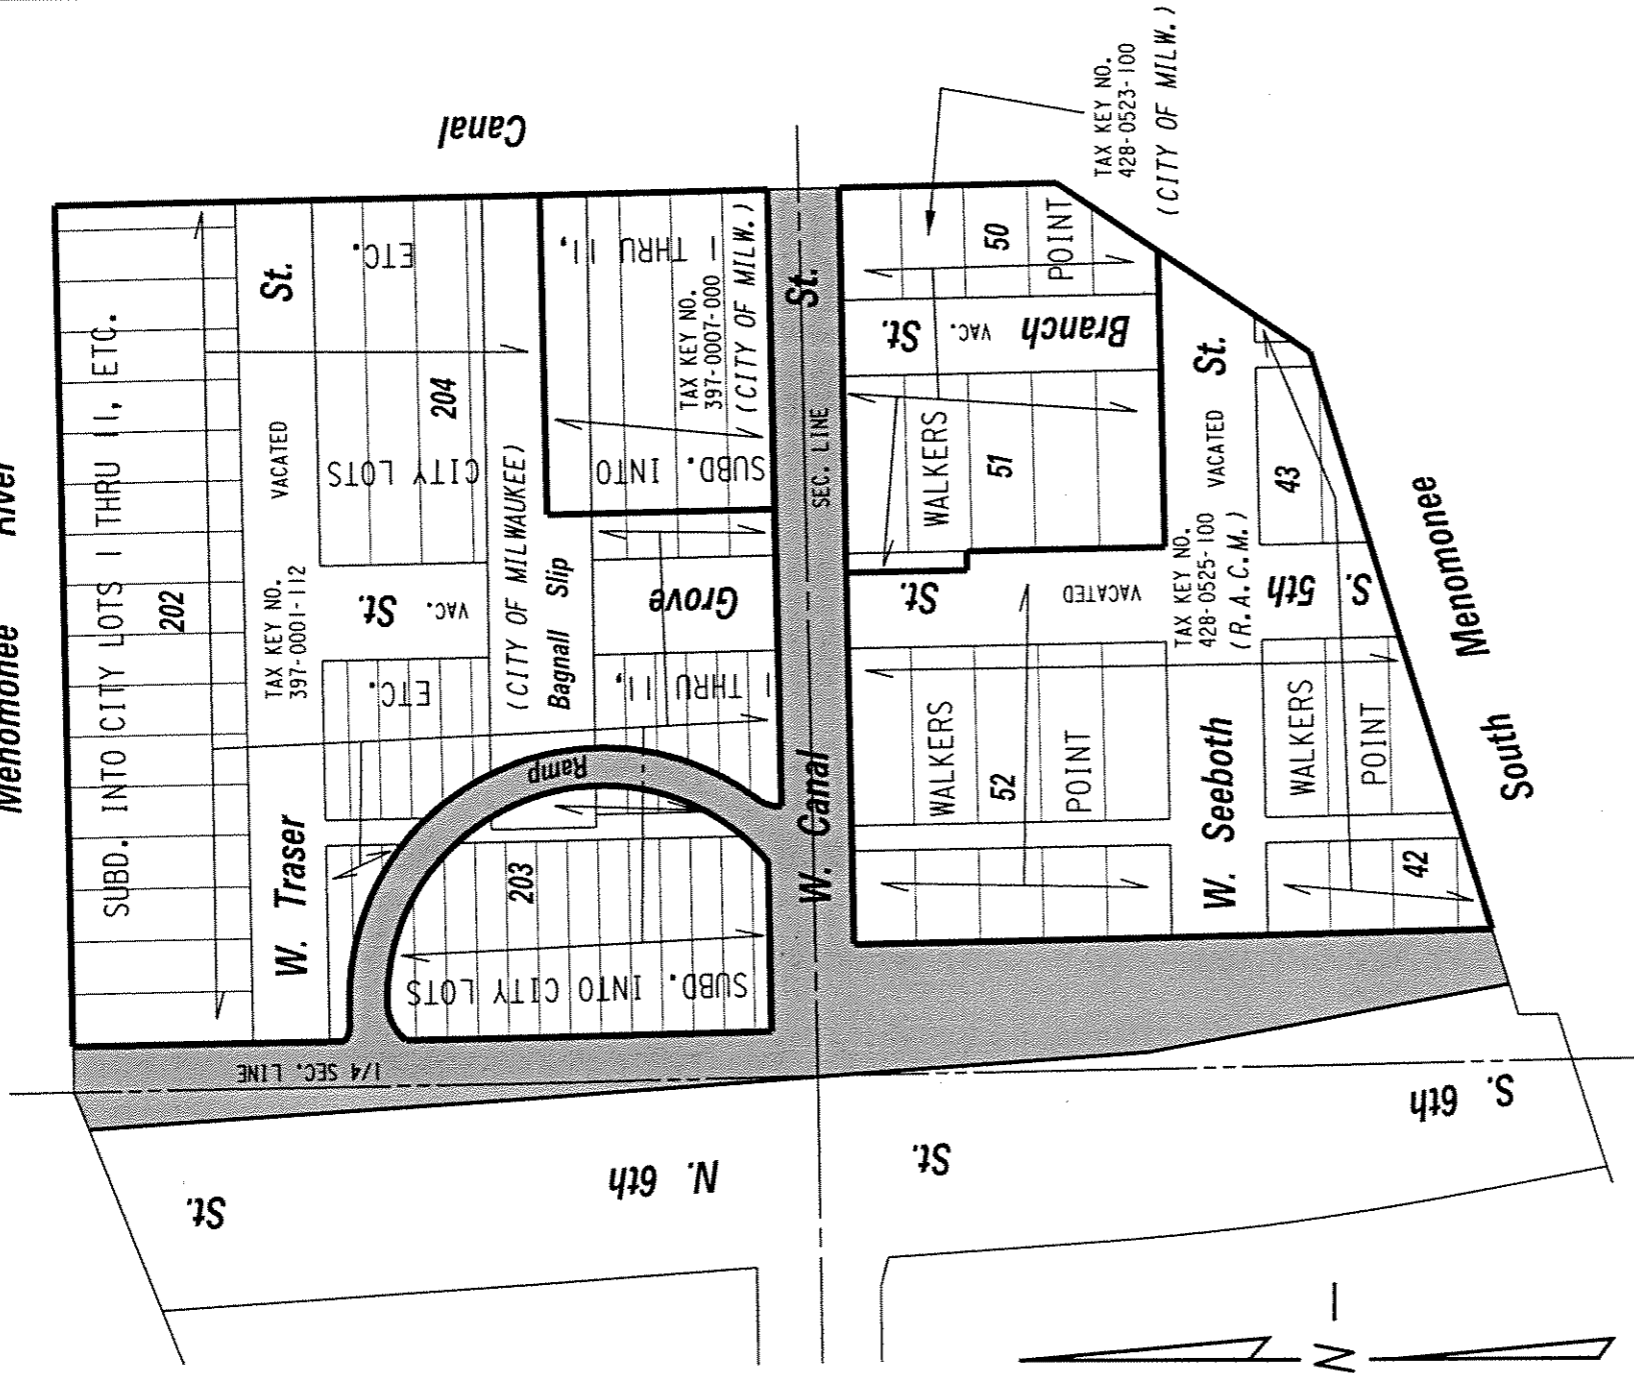 Menomonee River
Canal
SUBD. INTO CITY LOTS 1 THRU 11, ETC.
202
TAX KEY NO.
397-0001-112
W. Traser
VACATED
St.
ETC.
CITY LOTS
204
St.
VAC.
ETC.
(CITY OF MILWAUKEE)
Bagnall Slip
1 THRU 11,
TAX KEY NO.
397-0007-000
(CITY OF MILW.)
SUBD. INTO
Grove
1 THRU 11,
Ramp
203
SUBD. INTO CITY LOTS
1/4 SEC. LINE
W. Canal
SEC. LINE
St.
TAX KEY NO.
428-0523-100
(CITY OF MILW.)
50
POINT
St.
VAC.
Branch
WALKERS
51
St.
VACATED
S. 5th
TAX KEY NO.
428-0525-100
(R.A.C.M.)
W. Seeboth
VACATED
St.
43
WALKERS
52
POINT
WALKERS
POINT
42
South
Menomonee
St.
N. 6th
St.
S. 6th
N